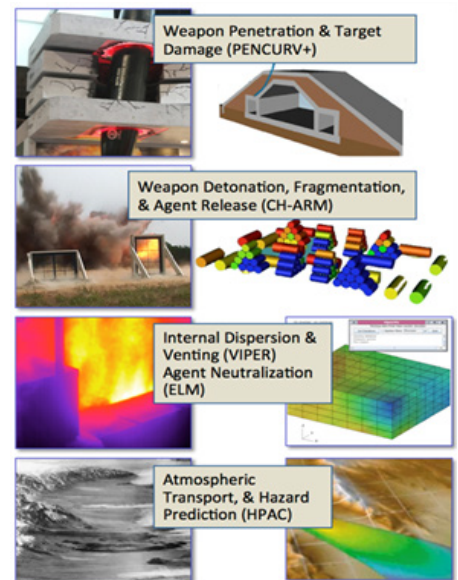 Weapon Penetration & Target
Damage (PENCURV+)
Weapon Detonation, Fragmentation,
& Agent Release (CH-ARM)
Internal Dispersion &
Venting (VIPER)
Agent Neutralization
(ELM)
Atmospheric
Transport, & Hazard
Prediction (HPAC)